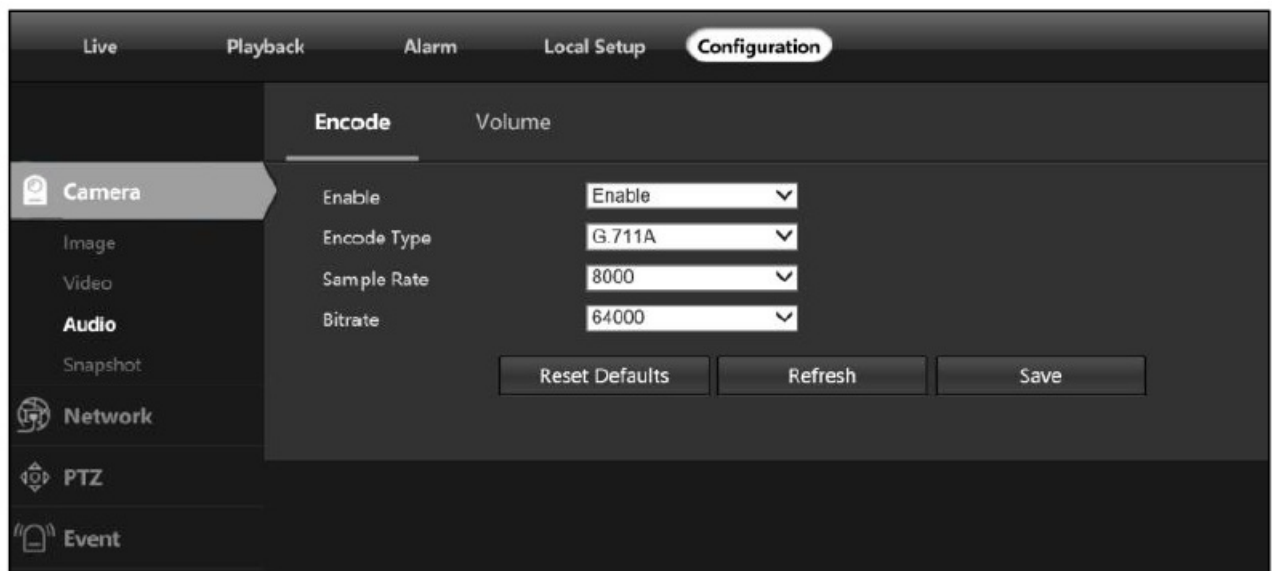 Live Playback Alarm Local Setup Configuration
Encode Volume
Camera
Image
Video
Audio
Snapshot
Network
PTZ
Event
Enable Enable
Encode Type G.711A
Sample Rate 8000
Bitrate 64000
Reset Defaults Refresh Save